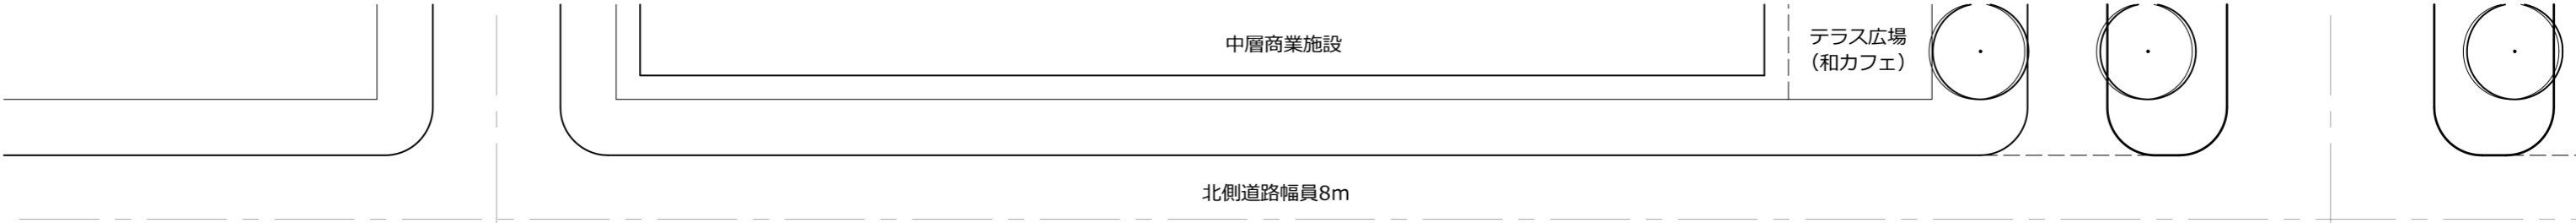 中層商業施設
テラス広場
（和カフェ）
北側道路幅員8m